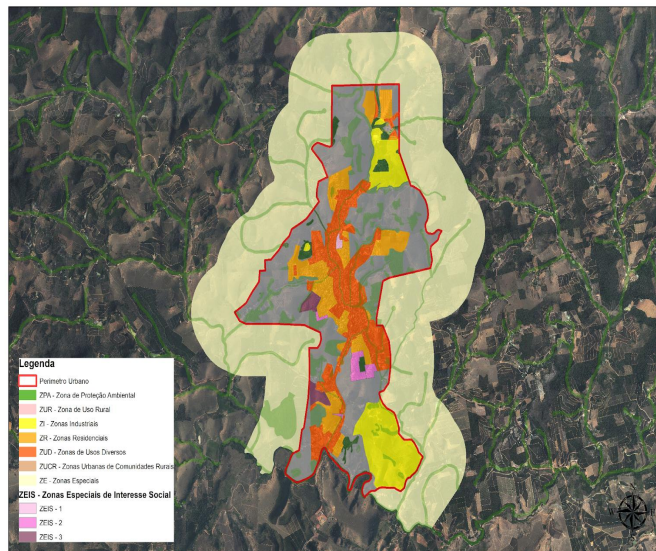 Legenda
Perímetro Urbano
ZPA - Zona de Proteção Ambiental
ZUR - Zona de Uso Rural
ZI - Zonas Industriais
ZR - Zonas Residenciais
ZUD - Zonas de Usos Diversos
ZUCR - Zonas Urbanas de Comunidades Rurais
ZE - Zonas Especiais
ZEIS - Zonas Especiais de Interesse Social
ZEIS - 1
ZEIS - 2
ZEIS - 3